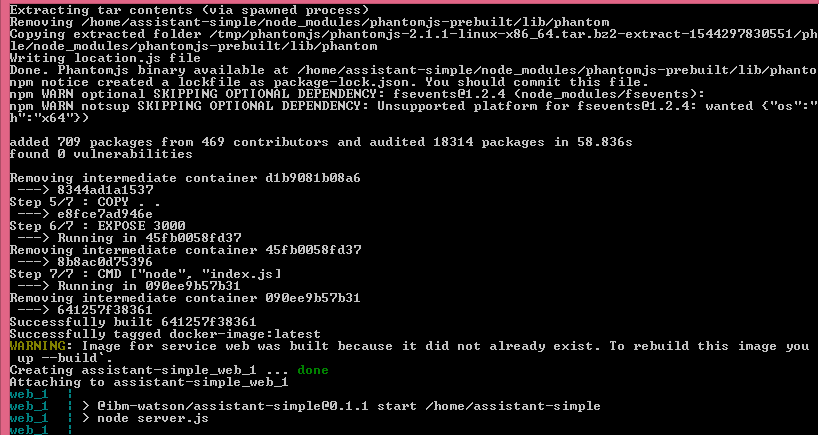 Extracting tar contents (via spawned process)
Removing /home/assistant-simple/node_modules/phantomjs-prebuilt/lib/phantom
Copying extracted folder /tmp/phantomjs/phantomjs-2.1.1-linux-x86_64.tar.bz2-extract-1544297830551/ph
le/node_modules/phantomjs-prebuilt/lib/phantom
Writing location.js file
Done. Phantomjs binary available at /home/assistant-simple/node_modules/phantomjs-prebuilt/lib/phanto
npm notice created a lockfile as package-lock.json. You should commit this file.
npm WARN optional SKIPPING OPTIONAL DEPENDENCY: fsevents@1.2.4 (node_modules/fsevents):
npm WARN notsup SKIPPING OPTIONAL DEPENDENCY: Unsupported platform for fsevents@1.2.4: wanted {"os":"
h":"x64"})
added 709 packages from 469 contributors and audited 18314 packages in 58.836s
found 0 vulnerabilities
Removing intermediate container d1b9081b08a6
---> 8344ad1a1537
Step 5/7 : COPY . .
---> e8fce7ad946e
Step 6/7 : EXPOSE 3000
---> Running in 45fb0058fd37
Removing intermediate container 45fb0058fd37
---> 8b8ac0d75396
Step 7/7 : CMD ["node", "index.js]
---> Running in 090ee9b57b31
Removing intermediate container 090ee9b57b31
---> 641257f38361
Successfully built 641257f38361
Successfully tagged docker-image:latest
WARNING: Image for service web was built because it did not already exist. To rebuild this image you
up --build`.
Creating assistant-simple_web_1 ... done
Attaching to assistant-simple_web_1
web_1 |
web_1 | > @ibm-watson/assistant-simple@0.1.1 start /home/assistant-simple
web_1 | > node server.js
web_1 |